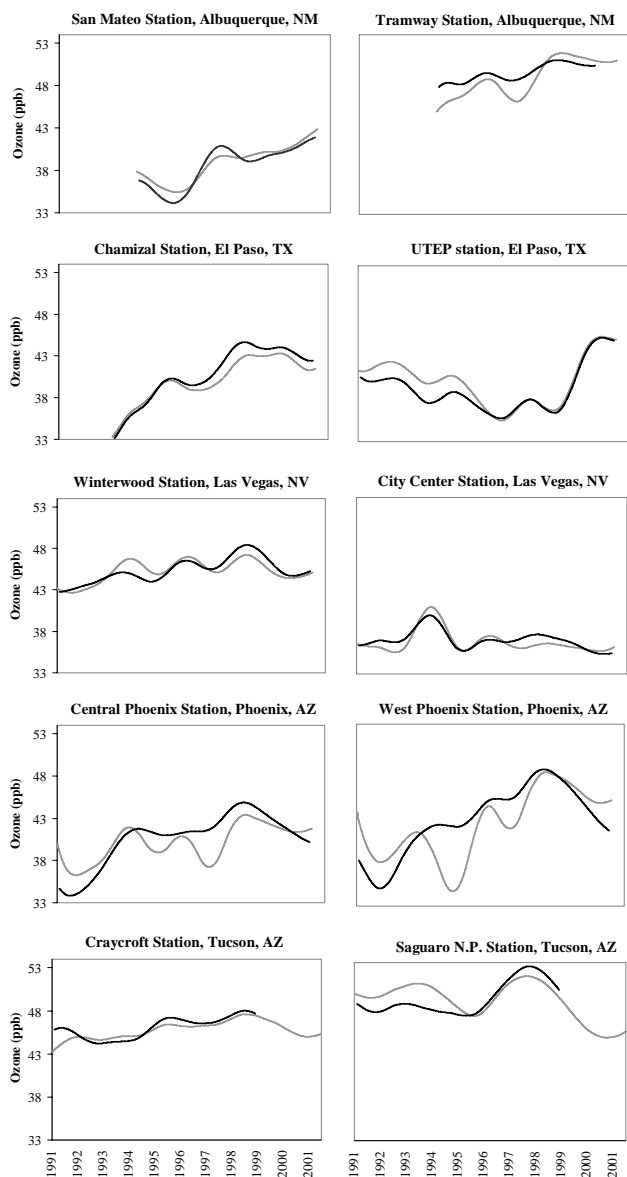 San Mateo Station, Albuquerque, NM
Tramway Station, Albuquerque, NM
53
48
43
38
33
Ozone (ppb)
Chamizal Station, El Paso, TX
UTEP station, El Paso, TX
53
48
43
38
33
Ozone (ppb)
Winterwood Station, Las Vegas, NV
City Center Station, Las Vegas, NV
53
48
43
38
33
Ozone (ppb)
Central Phoenix Station, Phoenix, AZ
West Phoenix Station, Phoenix, AZ
53
48
43
38
33
Ozone (ppb)
Craycroft Station, Tucson, AZ
Saguaro N.P. Station, Tucson, AZ
53
48
43
38
33
Ozone (ppb)
1991 1992 1993 1994 1995 1996 1997 1998 1999 2000 2001
1991 1992 1993 1994 1995 1996 1997 1998 1999 2000 2001